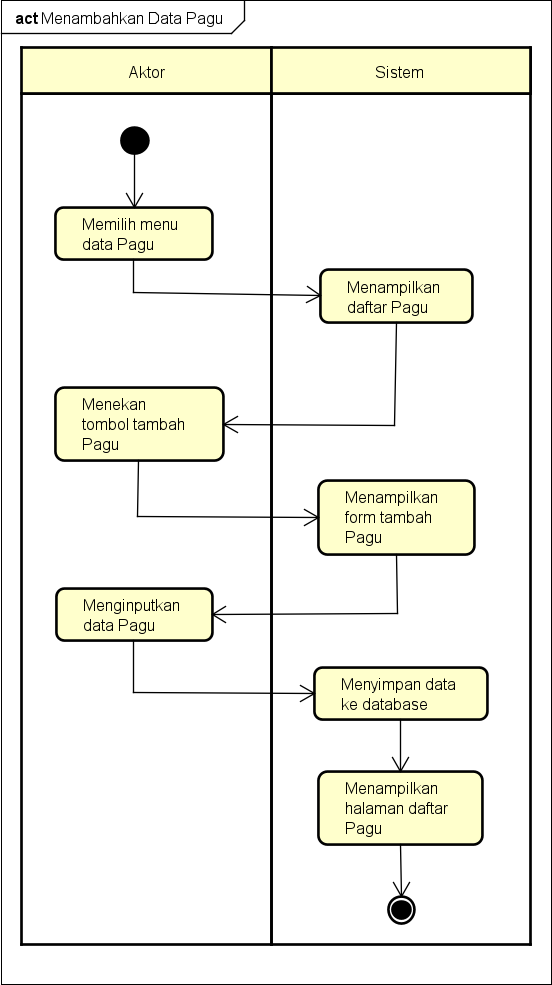 act Menambahkan Data Pagu
Aktor
Sistem
Memilih menu
data Pagu
Menampilkan
daftar Pagu
Menekan
tombol tambah
Pagu
Menampilkan
form tambah
Pagu
Menginputkan
data Pagu
Menyimpan data
ke database
Menampilkan
halaman daftar
Pagu